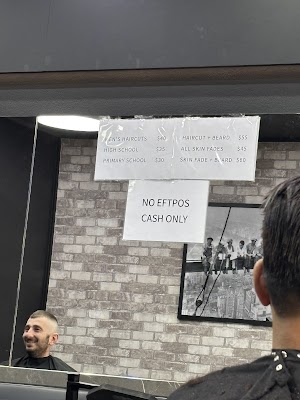 MEN'S HAIRCUTS $40
HIGH-SCHOOL $35
PRIMARY SCHOOL $30
HAIRCUT + BEARD $55
ALL SKIN FADES $45
SKIN FADE + BEARD $60
NO EFTPOS
CASH ONLY